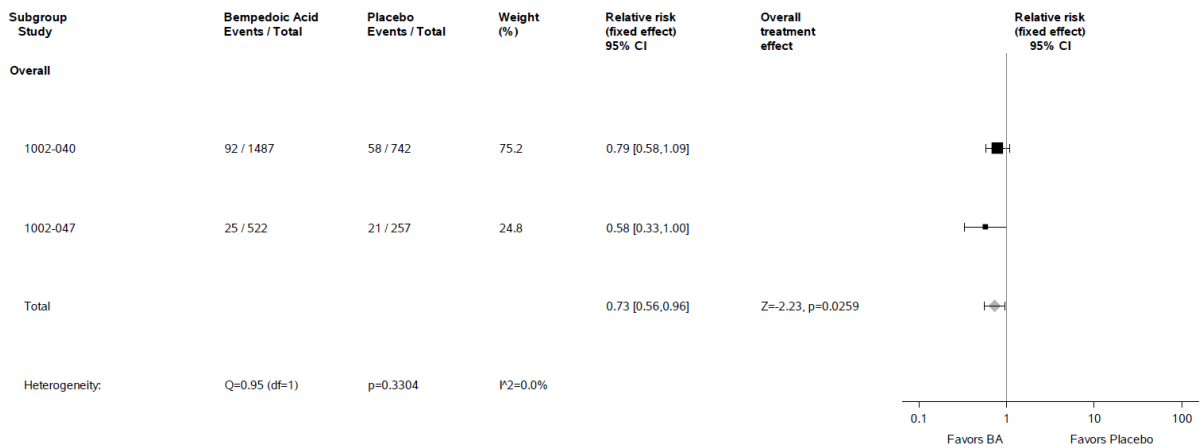 Subgroup Bempedoic Acid Placebo Weight Relative risk Overall Relative risk
Study Events / Total Events / Total (%) (fixed effect) treatment (fixed effect)
95% CI effect 95% CI
Overall
1002-040 92 / 1487 58 / 742 75.2 0.79 [0.58,1.09]
1002-047 25 / 522 21 / 257 24.8 0.58 [0.33,1.00]
Total 0.73 [0.56,0.96] Z=-2.23, p=0.0259
Heterogeneity: Q=0.95 (df=1) p=0.3304 I^2=0.0%
0.1 1 10 100
Favors BA Favors Placebo